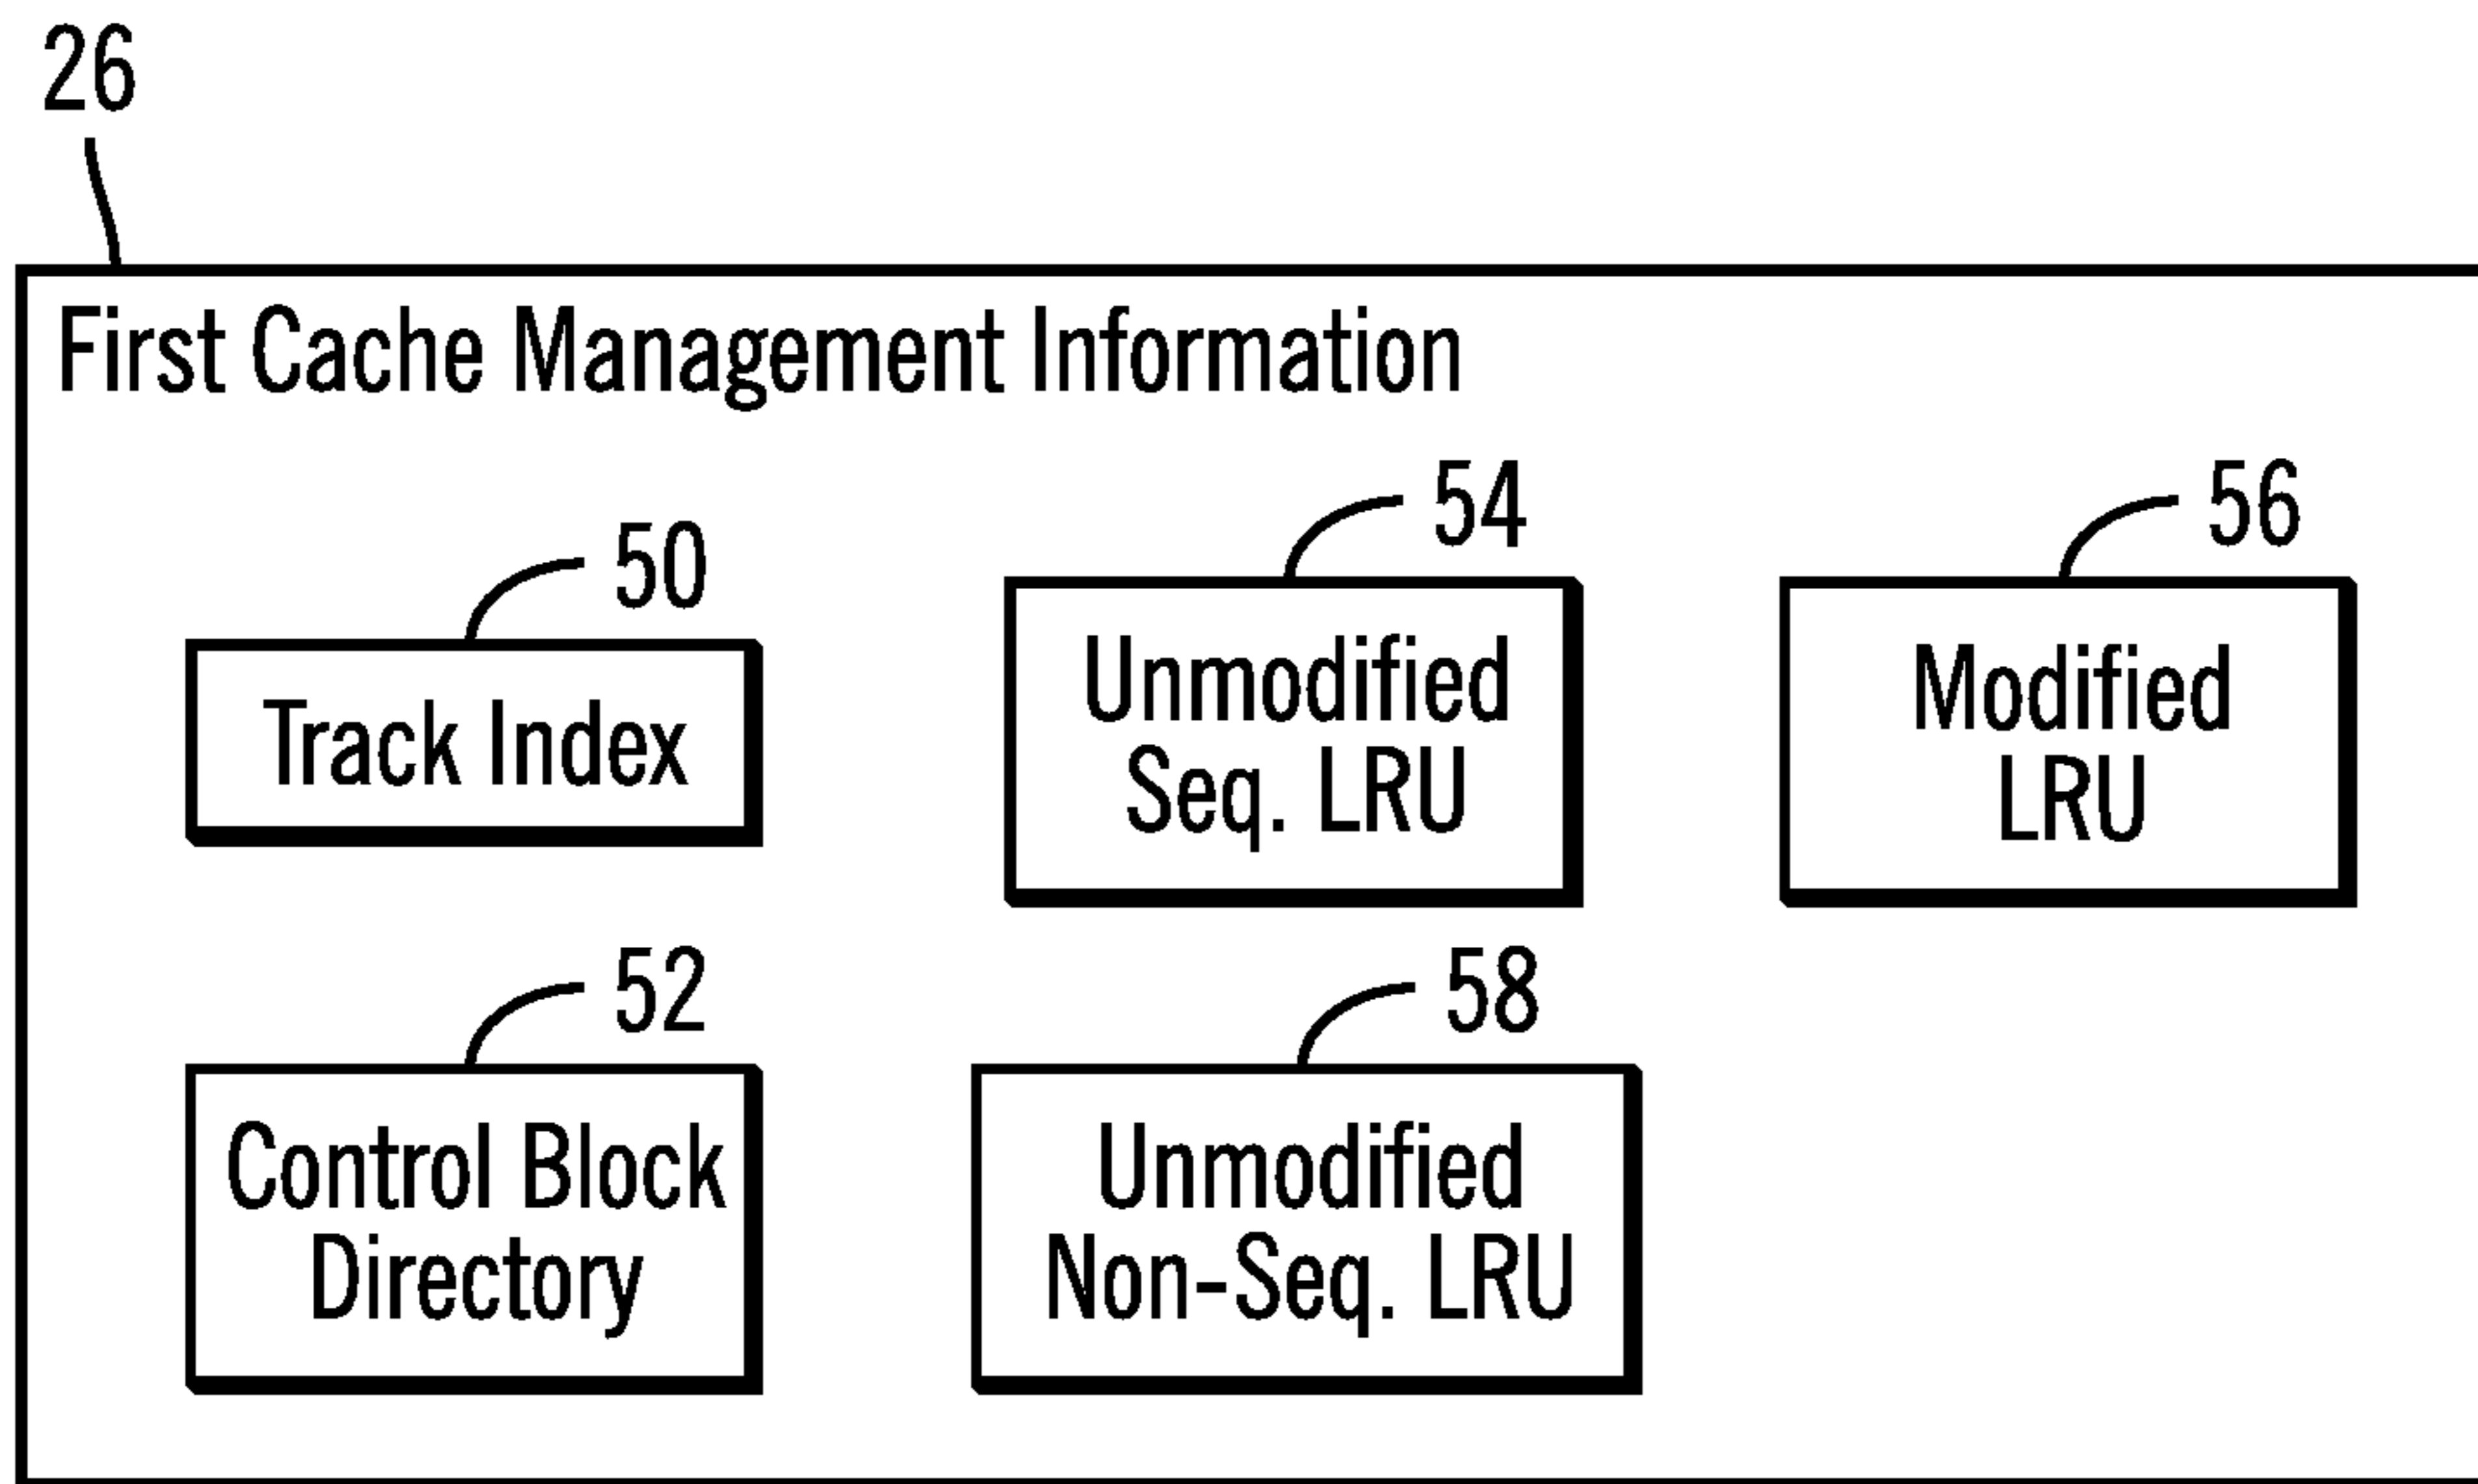 26
First Cache Management Information
50
Track Index
54
Unmodified
Seq. LRU
56
Modified
LRU
52
Control Block
Directory
58
Unmodified
Non-Seq. LRU